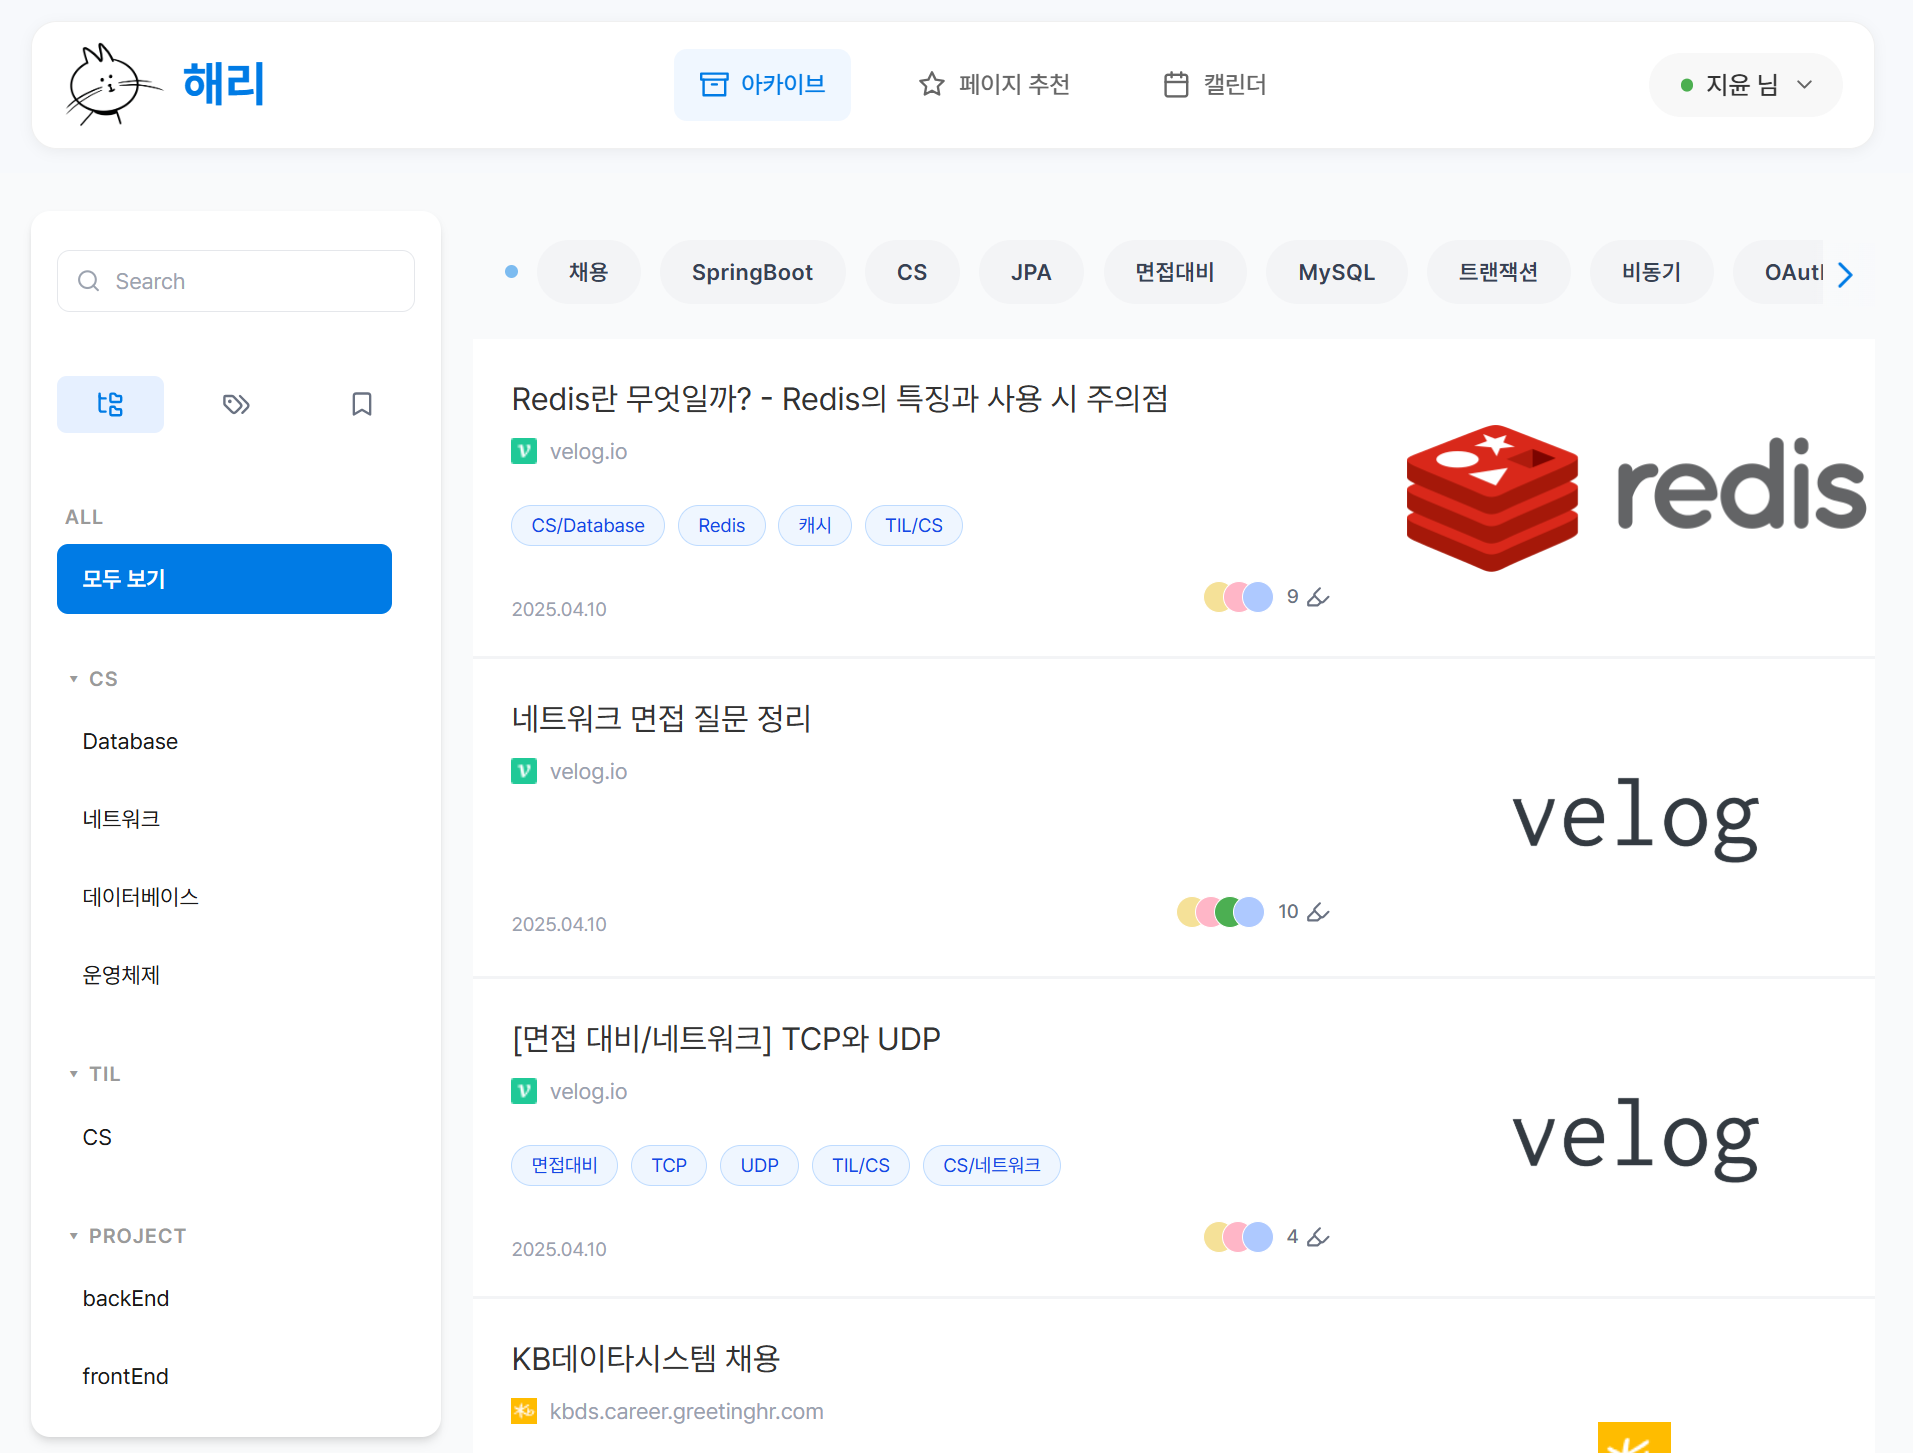 해리
아카이브
페이지 추천
캘린더
지윤 님
Search
ALL
모두 보기
CS
Database
네트워크
데이터베이스
운영체제
TIL
CS
PROJECT
backEnd
frontEnd
채용 SpringBoot CS JPA 면접대비 MySQL 트랜잭션 비동기 OAut
Redis란 무엇일까? - Redis의 특징과 사용 시 주의점
velog.io
CS/Database Redis 캐시 TIL/CS
2025.04.10
9
redis
네트워크 면접 질문 정리
velog.io
2025.04.10
10
velog
[면접 대비/네트워크] TCP와 UDP
velog.io
면접대비 TCP UDP TIL/CS CS/네트워크
2025.04.10
4
velog
KB데이타시스템 채용
kbds.career.greetinghr.com